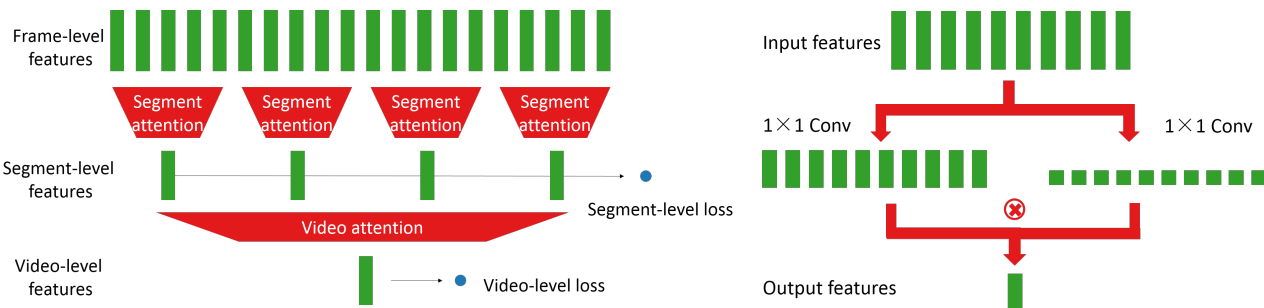 Frame-level
features
Segment
attention
Segment
attention
Segment
attention
Segment
attention
Segment-level
features
Segment-level loss
Video attention
Video-level
features
Video-level loss
Input features
1×1 Conv
1×1 Conv
Output features